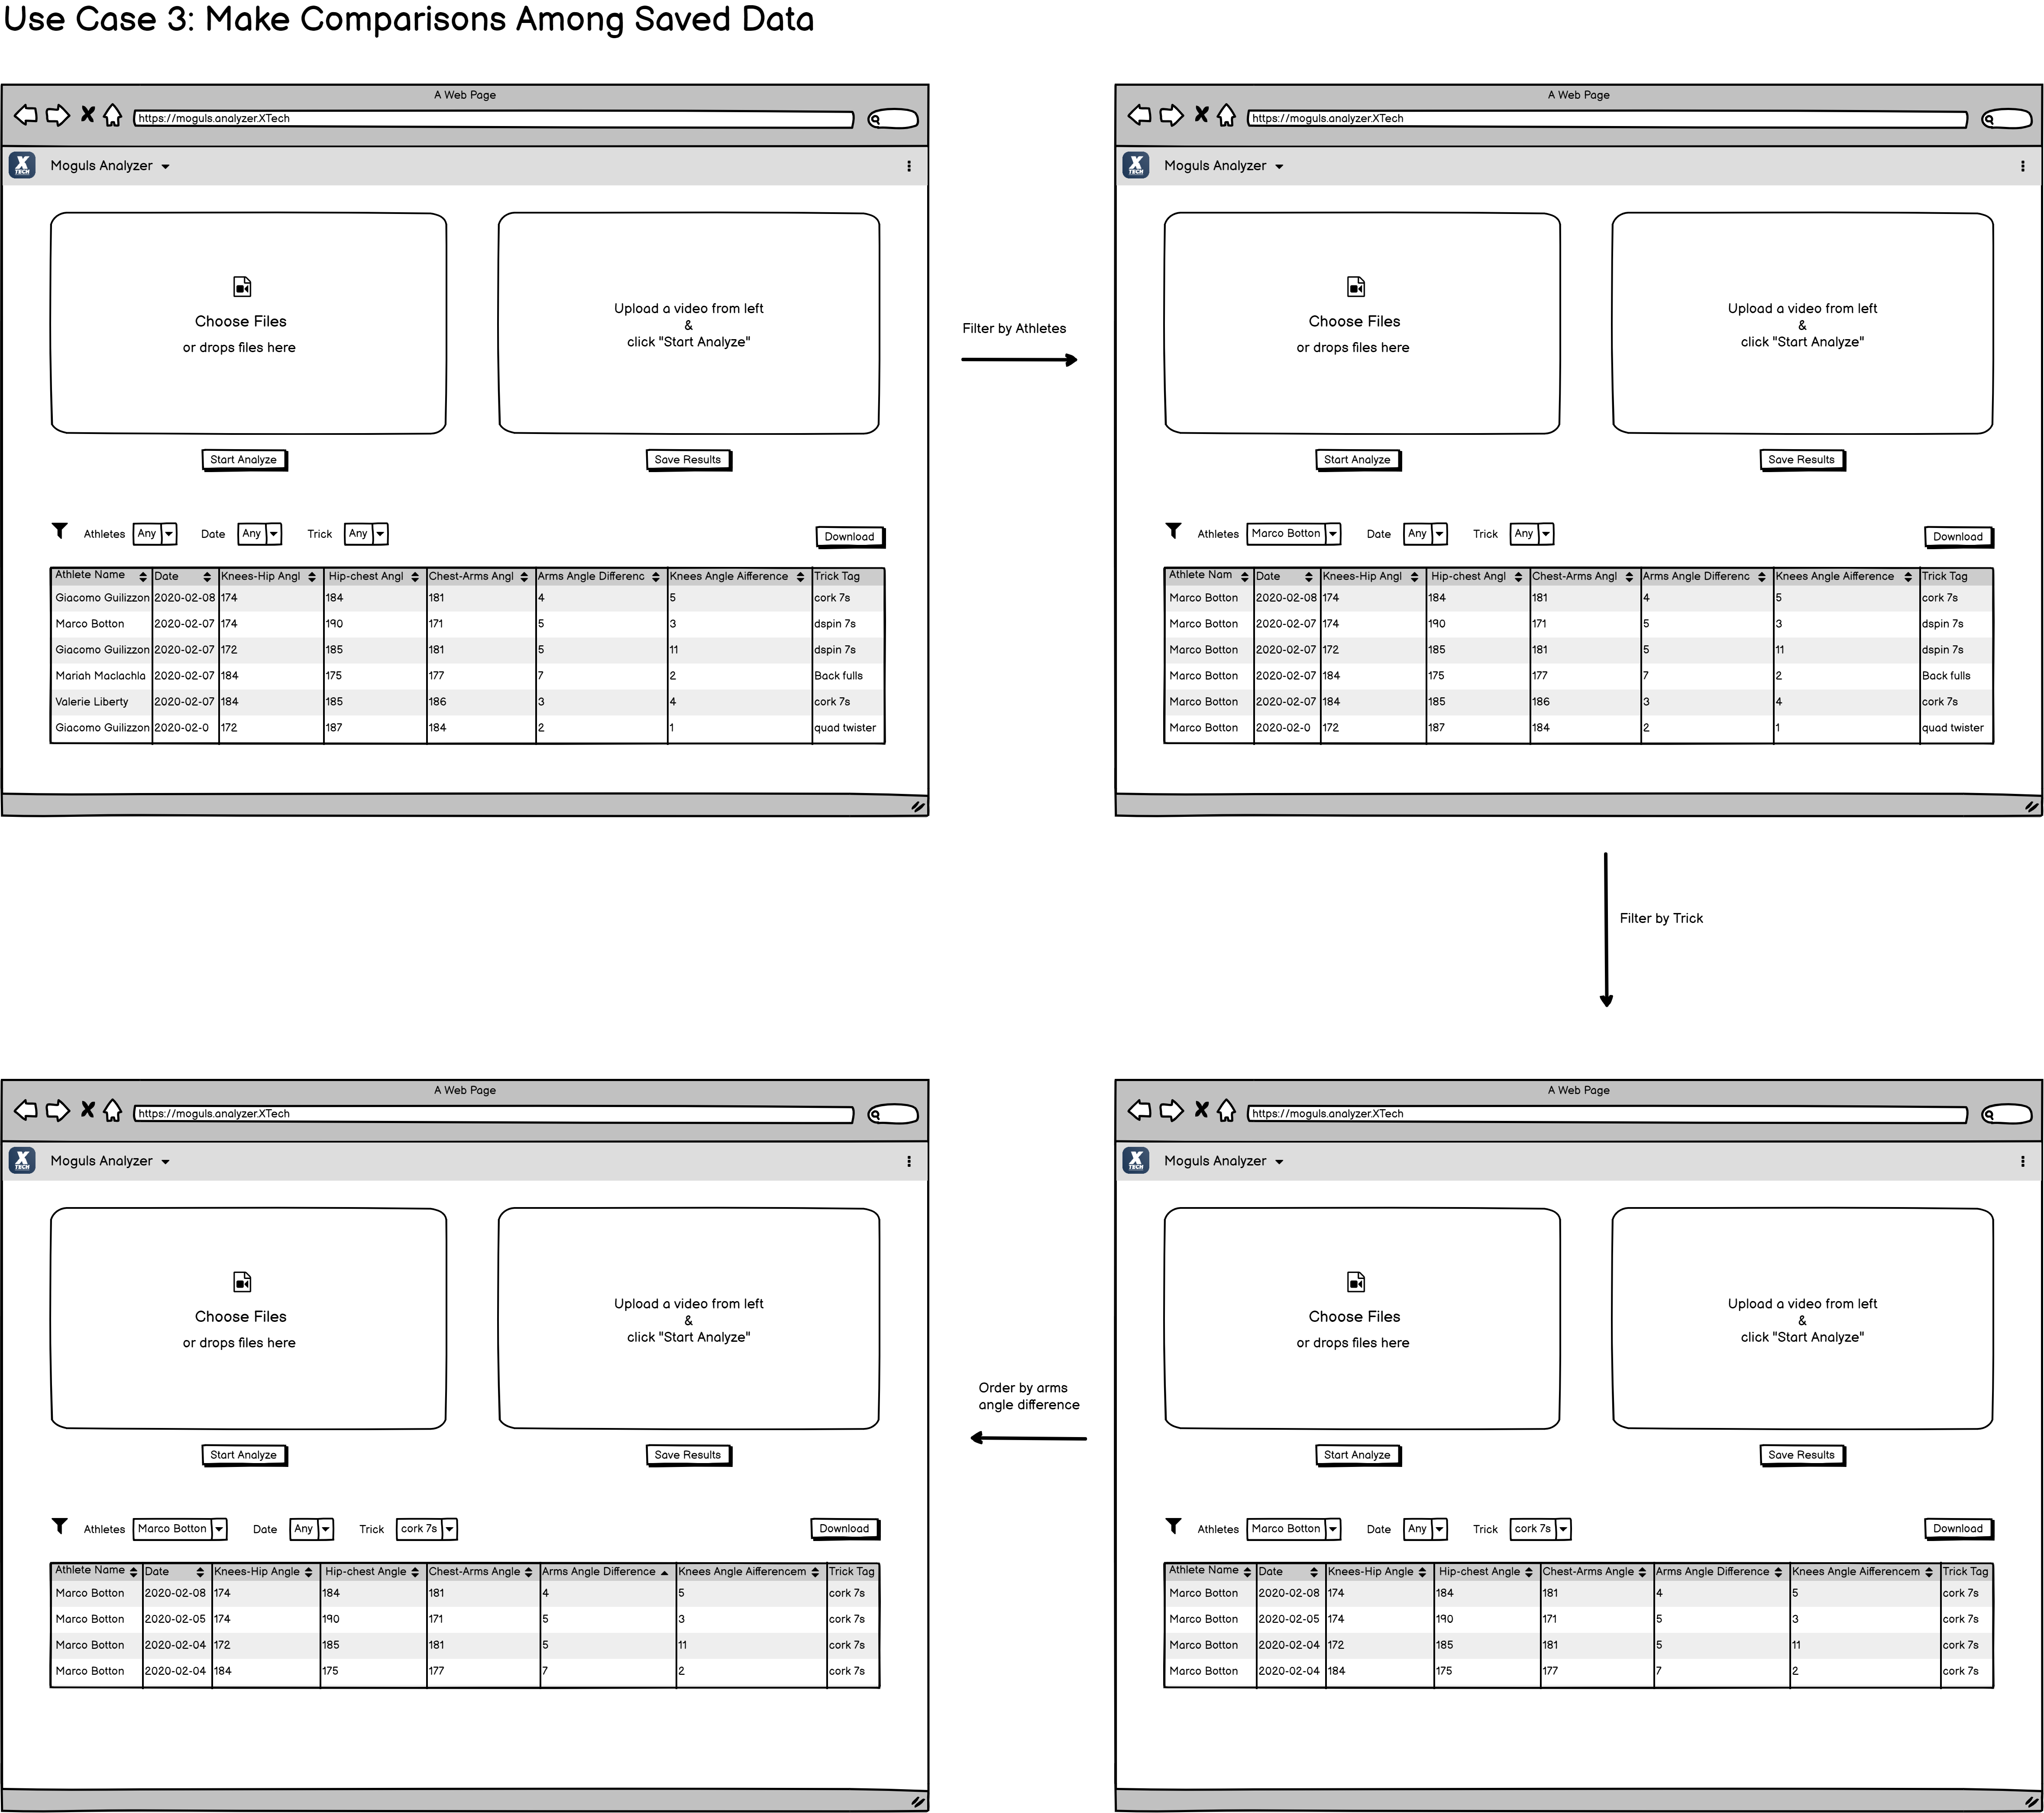 Use Case 3: Make Comparisons Among Saved Data
A Web Page
https://moguls.analyzer.XTech
X TECH Moguls Analyzer
Choose Files
or drops files here
Upload a video from left
&
click "Start Analyze"
Start Analyze Save Results
Athletes Any Date Any Trick Any Download
Athlete Name Date Knees-Hip Angl Hip-chest Angl Chest-Arms Angl Arms Angle Differenc Knees Angle Aifference Trick Tag
Giacomo Guilizzon 2020-02-08 174 184 181 4 5 cork 7s
Marco Botton 2020-02-07 174 190 171 5 3 dspin 7s
Giacomo Guilizzon 2020-02-07 172 185 181 5 11 dspin 7s
Mariah Maclachla 2020-02-07 184 175 177 7 2 Back fulls
Valerie Liberty 2020-02-07 184 185 186 3 4 cork 7s
Giacomo Guilizzon 2020-02-0 172 187 184 2 1 quad twister
Filter by Athletes
A Web Page
https://moguls.analyzer.XTech
X TECH Moguls Analyzer
Choose Files
or drops files here
Upload a video from left
&
click "Start Analyze"
Start Analyze Save Results
Athletes Marco Botton Date Any Trick Any Download
Athlete Nam Date Knees-Hip Angl Hip-chest Angl Chest-Arms Angl Arms Angle Differenc Knees Angle Aifference Trick Tag
Marco Botton 2020-02-08 174 184 181 4 5 cork 7s
Marco Botton 2020-02-07 174 190 171 5 3 dspin 7s
Marco Botton 2020-02-07 172 185 181 5 11 dspin 7s
Marco Botton 2020-02-07 184 175 177 7 2 Back fulls
Marco Botton 2020-02-07 184 185 186 3 4 cork 7s
Marco Botton 2020-02-0 172 187 184 2 1 quad twister
Filter by Trick
A Web Page
https://moguls.analyzer.XTech
X TECH Moguls Analyzer
Choose Files
or drops files here
Upload a video from left
&
click "Start Analyze"
Start Analyze Save Results
Athletes Marco Botton Date Any Trick cork 7s Download
Athlete Name Date Knees-Hip Angle Hip-chest Angle Chest-Arms Angle Arms Angle Difference Knees Angle Aifferencem Trick Tag
Marco Botton 2020-02-08 174 184 181 4 5 cork 7s
Marco Botton 2020-02-05 174 190 171 5 3 cork 7s
Marco Botton 2020-02-04 172 185 181 5 11 cork 7s
Marco Botton 2020-02-04 184 175 177 7 2 cork 7s
Order by arms
angle difference
A Web Page
https://moguls.analyzer.XTech
X TECH Moguls Analyzer
Choose Files
or drops files here
Upload a video from left
&
click "Start Analyze"
Start Analyze Save Results
Athletes Marco Botton Date Any Trick cork 7s Download
Athlete Name Date Knees-Hip Angle Hip-chest Angle Chest-Arms Angle Arms Angle Difference Knees Angle Aifferencem Trick Tag
Marco Botton 2020-02-08 174 184 181 4 5 cork 7s
Marco Botton 2020-02-05 174 190 171 5 3 cork 7s
Marco Botton 2020-02-04 172 185 181 5 11 cork 7s
Marco Botton 2020-02-04 184 175 177 7 2 cork 7s